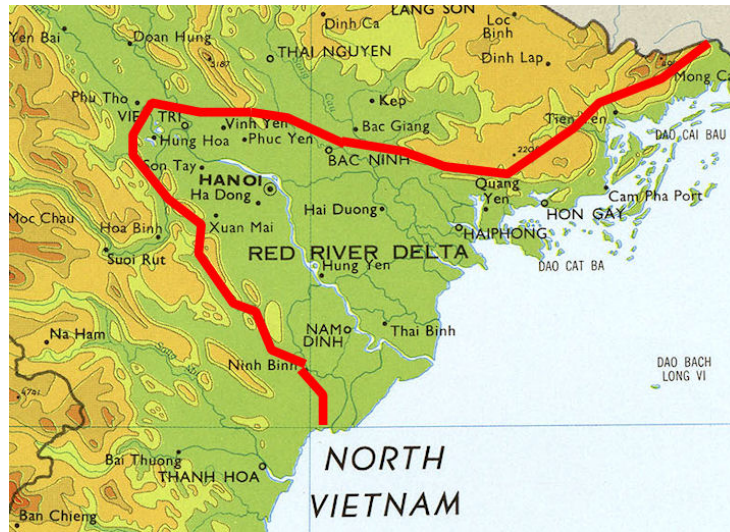 LANG SON
Dinh Ca
Loc
Binh
Yen Bai
Doan Hung
5187
THAI NGUYEN
Dinh Lap
Mong Ca
Phu Tho
Cau
Kep
VIET TRI
Vinh Yen
Bac Giang
Tien Yen
DAO CAI BAU
Hung Hoa
Phuc Yen
BAC NINH
Son Tay
HANOI
Ha Dong
Quang
Yen
Cam Pha Port
Moc Chau
Hai Duong
HON GAY
Hoa Binh
Xuan Mai
HAIPHONG
Suoi Rut
RED RIVER DELTA
DAO CAT BA
Hung Yen
Na Ham
NAM
DINH
Thai Binh
Ninh Binh
DAO BACH
LONG VI
4701
Bai Thuong
THANH HOA
NORTH
VIETNAM
Ban Chieng